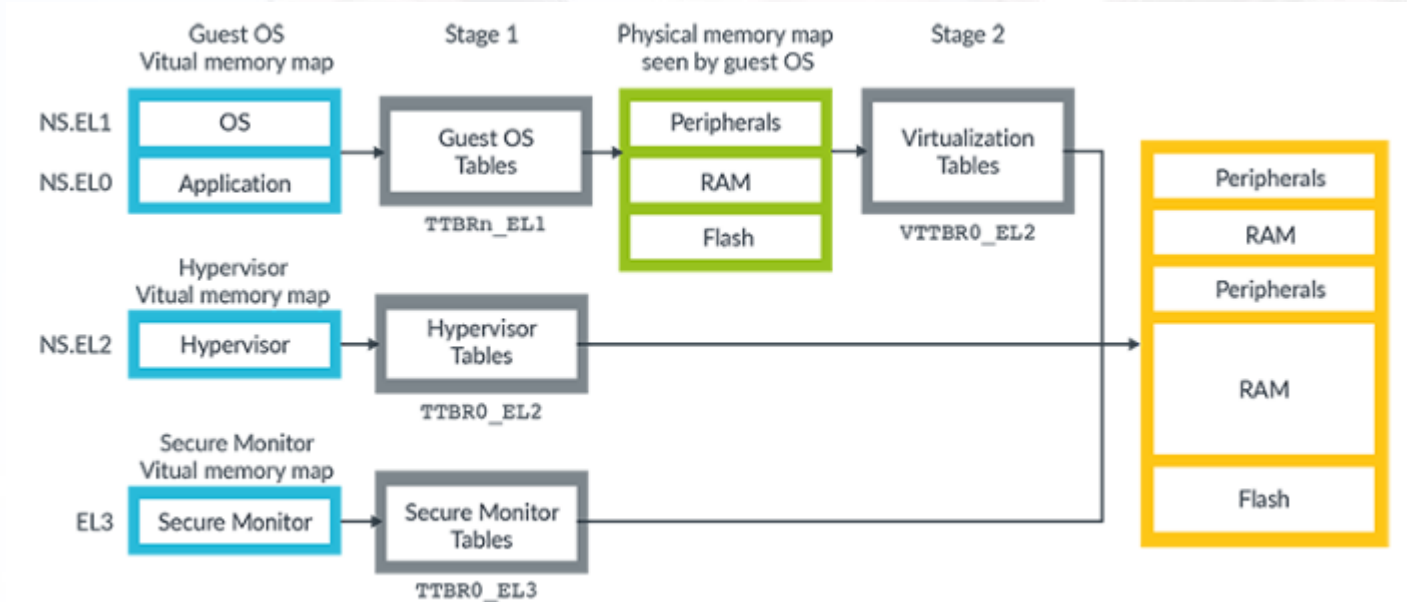 Guest OS
Vitual memory map
Stage 1
Physical memory map
seen by guest OS
Stage 2
NS.EL1
OS
NS.EL0
Application
Guest OS
Tables
TTBRn_EL1
Peripherals
RAM
Flash
Virtualization
Tables
VTTBR0_EL2
Hypervisor
Vitual memory map
NS.EL2
Hypervisor
Hypervisor
Tables
TTBR0_EL2
Secure Monitor
Vitual memory map
EL3
Secure Monitor
Secure Monitor
Tables
TTBR0_EL3
Peripherals
RAM
Peripherals
RAM
Flash